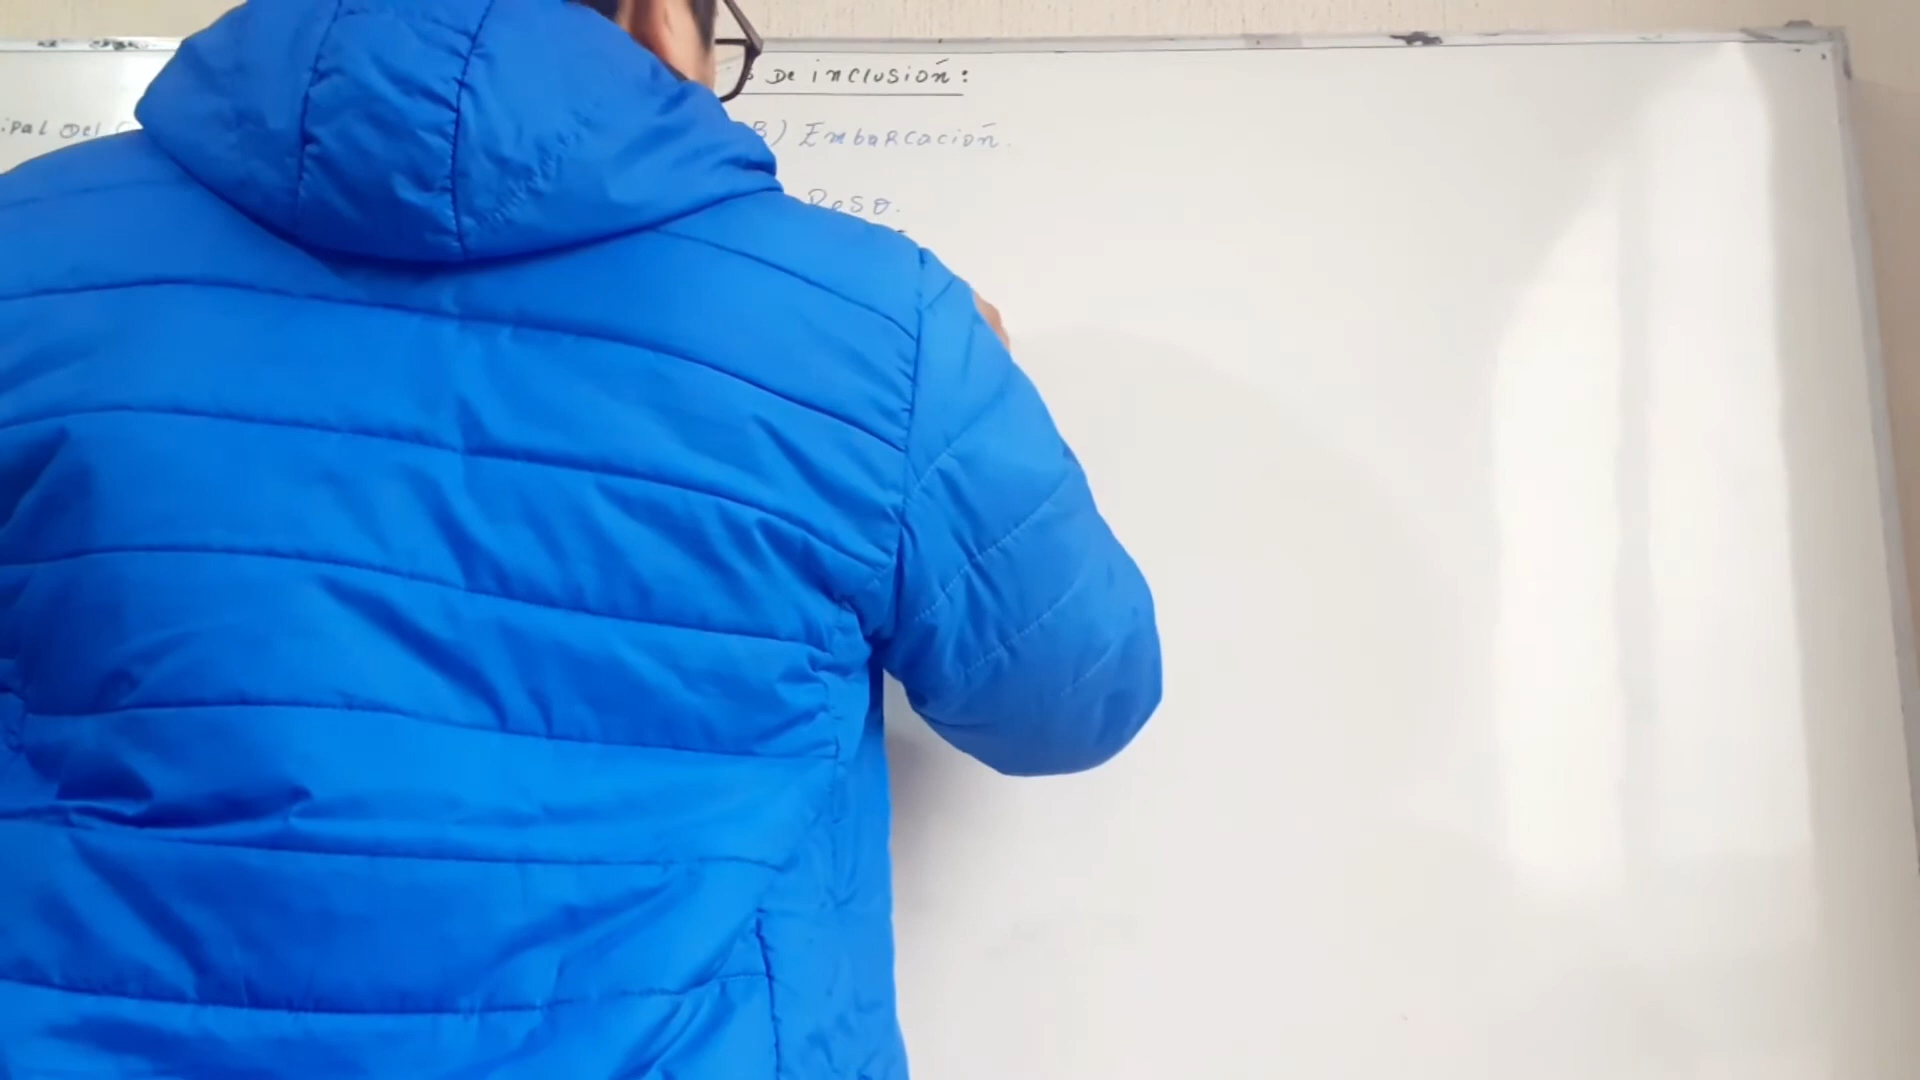 De inclusión:
B) Embarcación.
Peso.